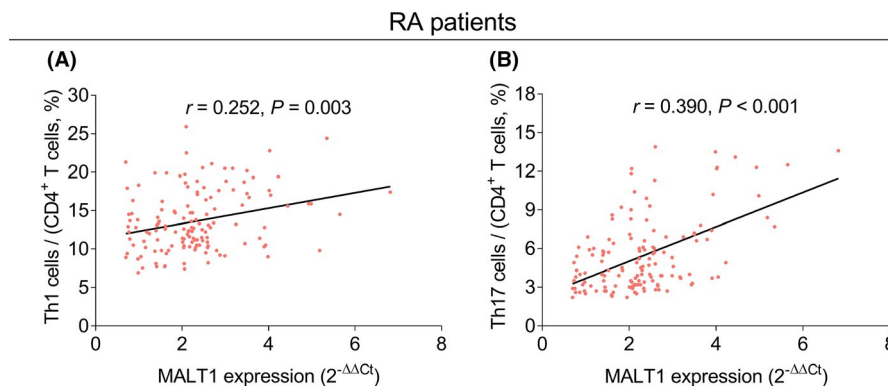 RA patients
(A)
r = 0.252, P = 0.003
Th1 cells / (CD4⁺ T cells, %)
30
25
20
15
10
5
0
0 2 4 6 8
MALT1 expression (2⁻ΔΔCt)
(B)
r = 0.390, P < 0.001
Th17 cells / (CD4⁺ T cells, %)
18
15
12
9
6
3
0
0 2 4 6 8
MALT1 expression (2⁻ΔΔCt)